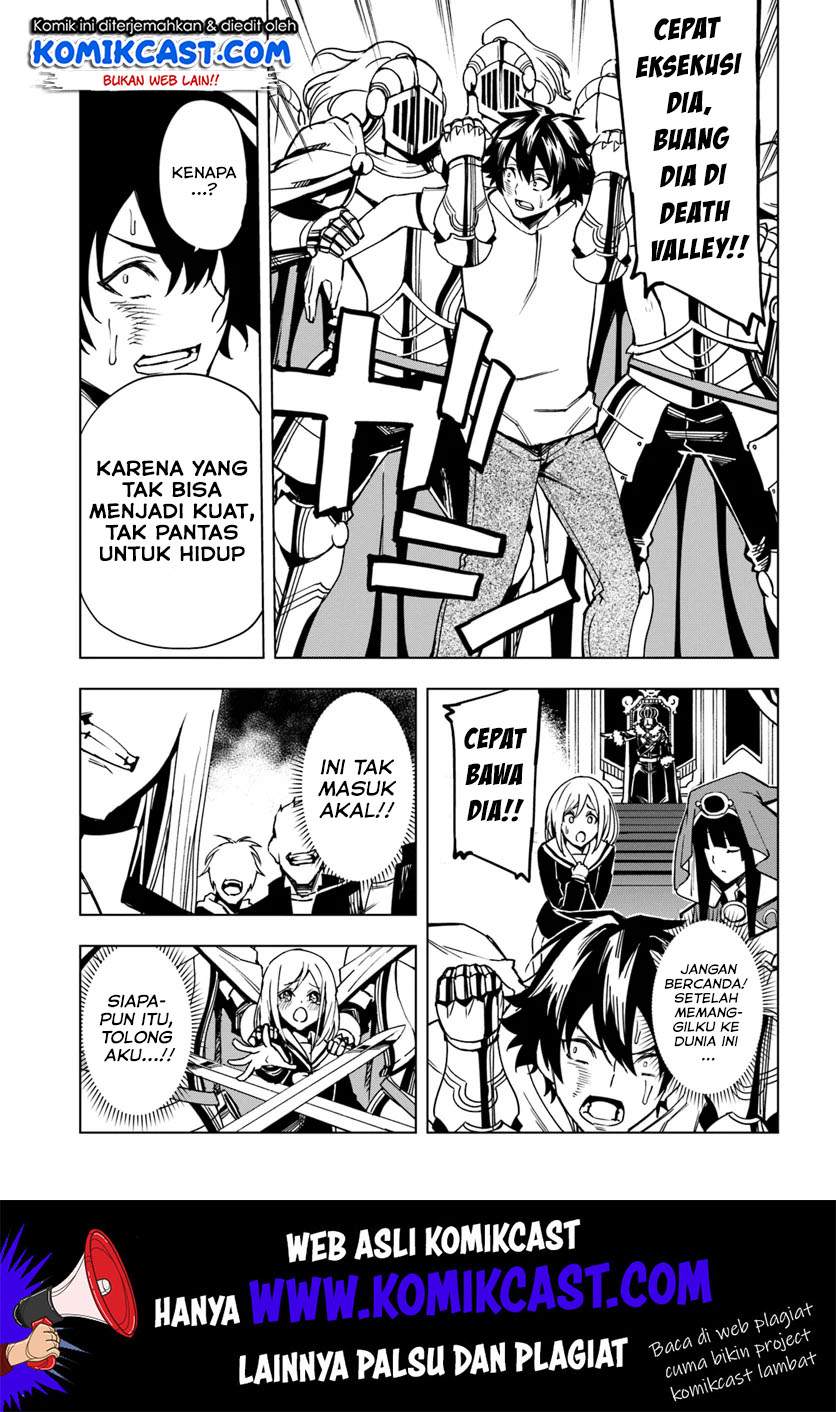 Komik ini diterjemahkan & diedit oleh
KOMIKCAST.COM
BUKAN WEB LAIN!!
CEPAT
EKSEKUSI
DIA,
BUANG
DIA DI
DEATH
VALLEY!!
ガッ
KENAPA
...?
KARENA YANG
TAK BISA
MENJADI KUAT,
TAK PANTAS
UNTUK HIDUP
CEPAT
BAWA
DIA!!
JANGAN
BERCANDA!
SETELAH
MEMANG-
GILKU KE
DUNIA INI
...
INI TAK
MASUK
AKAL!!
SIAPA-
PUN ITU,
TOLONG
AKU...!!
WEB ASLI KOMIKCAST
HANYA WWW.KOMIKCAST.COM
LAINNYA PALSU DAN PLAGIAT
Baca di web plagiat
cuma bikin project
komikcast lambat